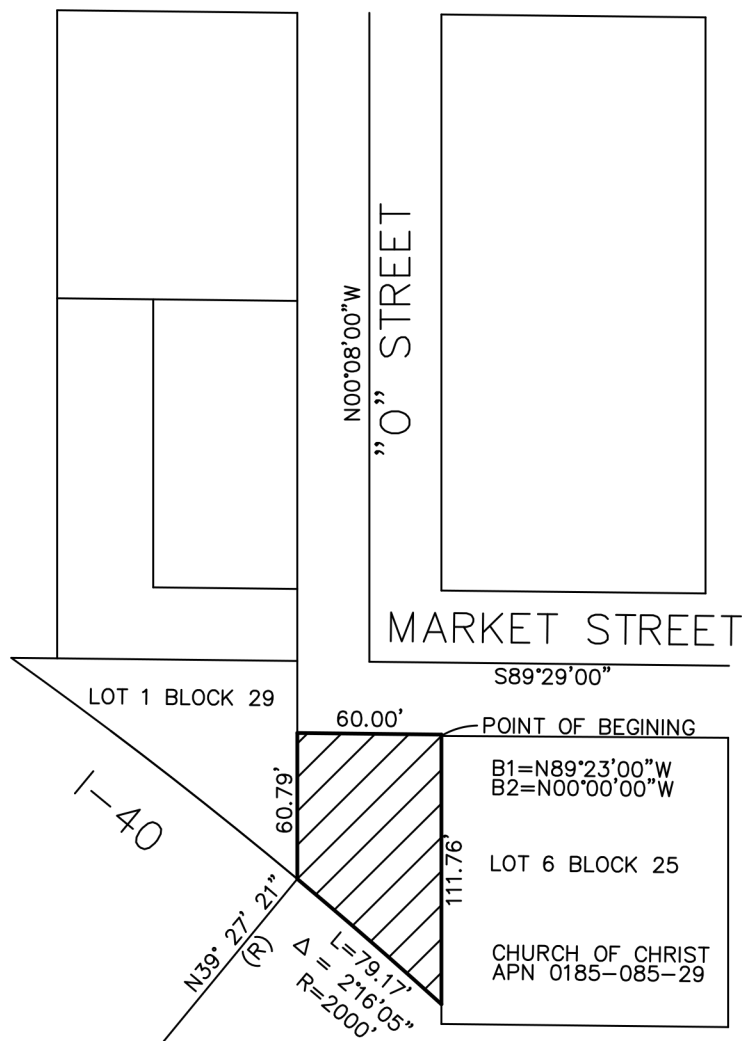 N00°08'00"W
"O" STREET
MARKET STREET
S89°29'00"
LOT 1 BLOCK 29
60.00'
POINT OF BEGINING
60.79'
B1=N89°23'00"W
B2=N00°00'00"W
I-40
111.76'
LOT 6 BLOCK 25
N39° 27' 21"
(R)
L=79.17'
Δ = 2°16'05"
R=2000'
CHURCH OF CHRIST
APN 0185-085-29